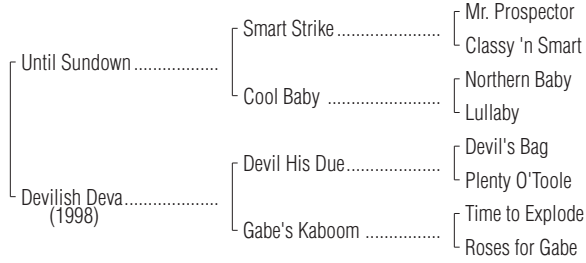 Mr. Prospector
Smart Strike ......................
Classy 'n Smart
Until Sundown ..................
Northern Baby
Cool Baby ........................
Lullaby
Devil's Bag
Devil His Due....................
Plenty O'Toole
Devilish Deva....................
(1998)
Time to Explode
Gabe's Kaboom ................
Roses for Gabe